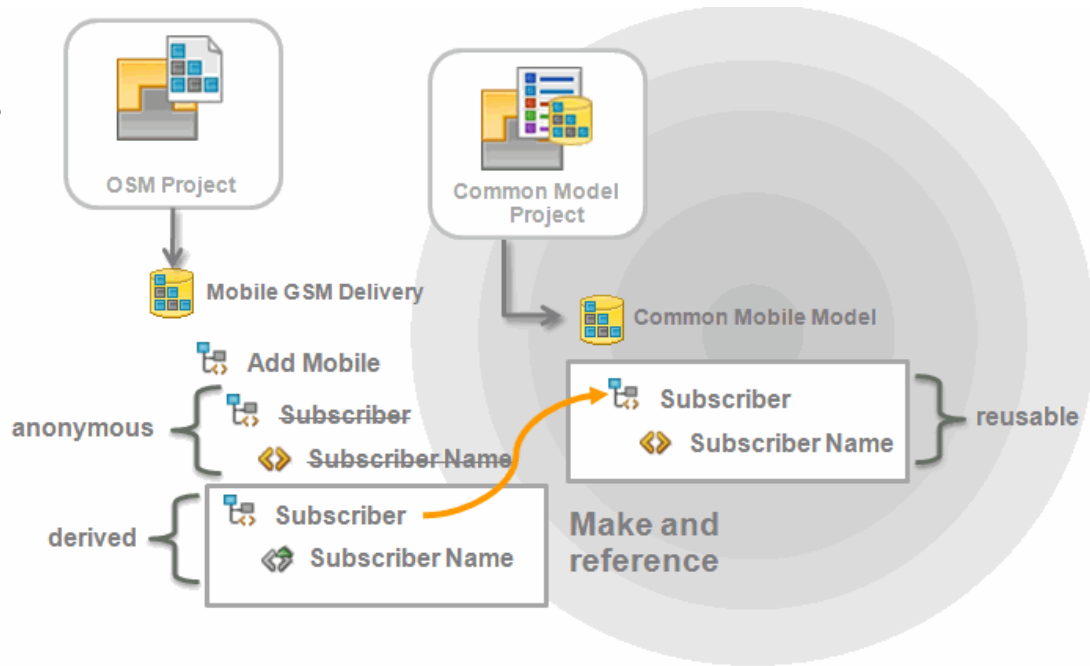 OSM Project
Common Model
Project
Mobile GSM Delivery
Common Mobile Model
Add Mobile
anonymous
Subscriber
Subscriber Name
derived
Subscriber
Subscriber Name
Subscriber
Subscriber Name
reusable
Make and
reference